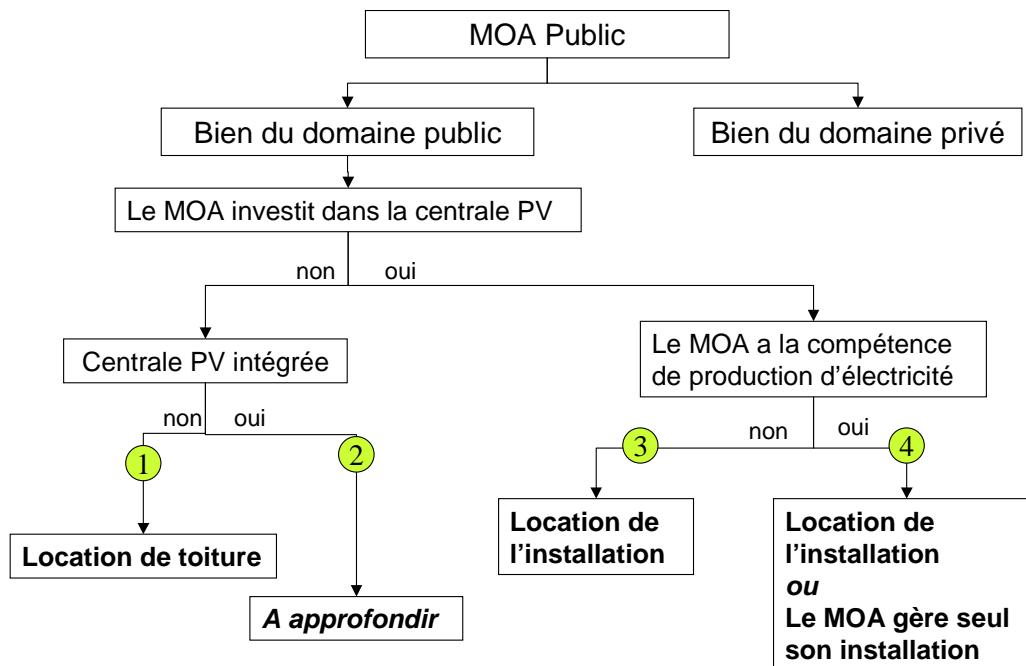 MOA Public
Bien du domaine public
Bien du domaine privé
Le MOA investit dans la centrale PV
non
oui
Centrale PV intégrée
Le MOA a la compétence
de production d’électricité
non
oui
non
oui
1
2
3
4
Location de toiture
A approfondir
Location de
l’installation
Location de
l’installation
ou
Le MOA gère seul
son installation